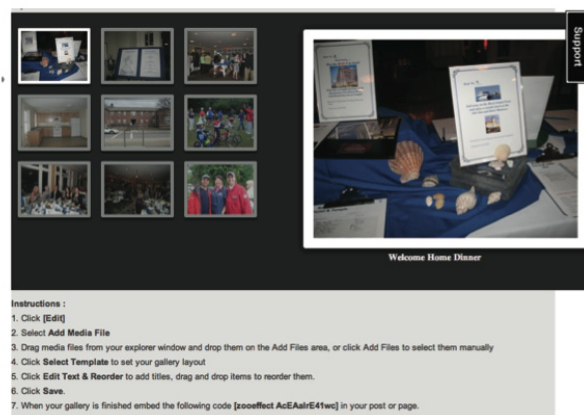 Support
Welcome Home Dinner
Instructions :
1. Click [Edit]
2. Select Add Media File
3. Drag media files from your explorer window and drop them on the Add Files area, or click Add Files to select them manually
4. Click Select Template to set your gallery layout
5. Click Edit Text & Reorder to add titles, drag and drop items to reorder them.
6. Click Save.
7. When your gallery is finished embed the following code [zooeffect AcEAalrE41wc] in your post or page.